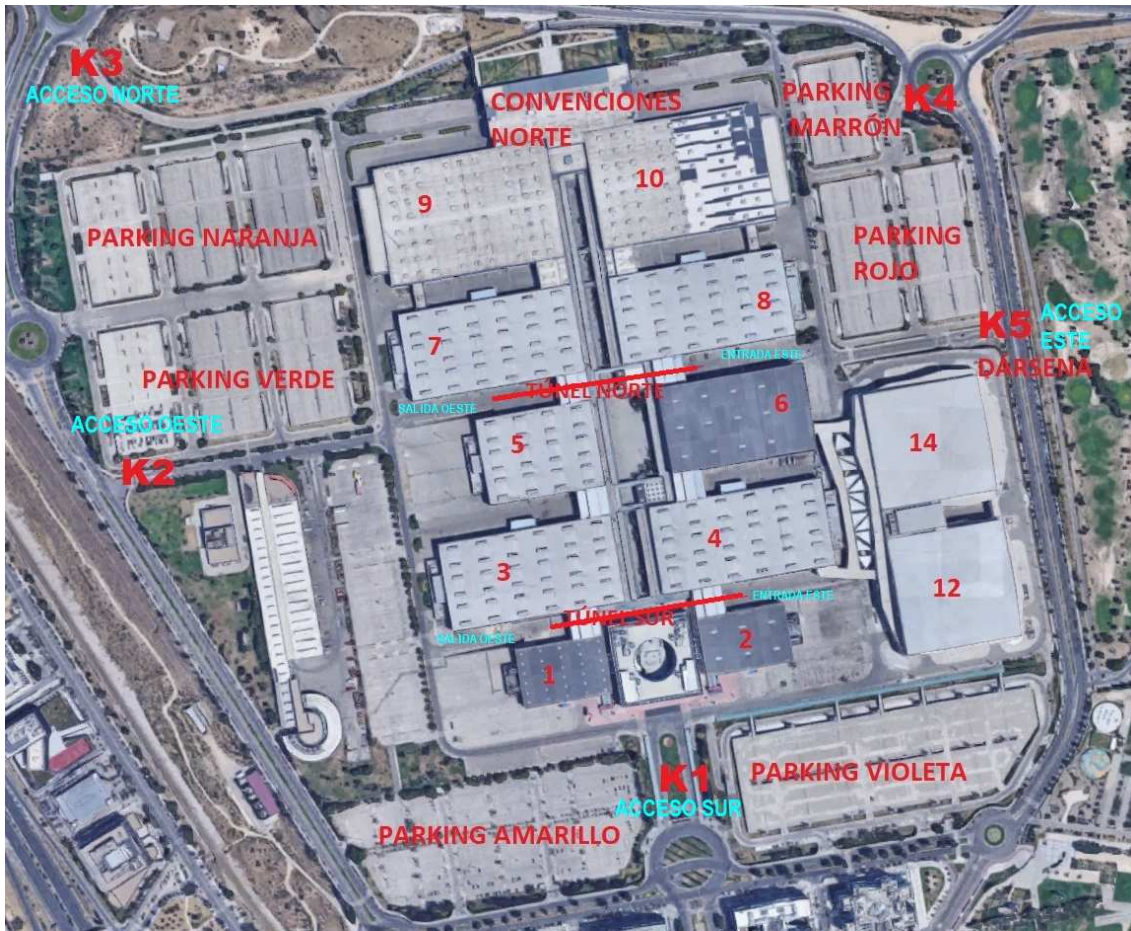 K3
ACCESO NORTE
CONVENCIONES
NORTE
PARKING
MARRÓN
K4
9
10
PARKING NARANJA
PARKING
ROJO
7
8
K5
ACCESO
ESTE
DÁRSENA
ENTRADA ESTE
TÚNEL NORTE
SALIDA OESTE
PARKING VERDE
ACCESO OESTE
K2
5
6
14
3
4
12
ENTRADA ESTE
TÚNEL SUR
SALIDA OESTE
1
2
K1
ACCESO SUR
PARKING VIOLETA
PARKING AMARILLO